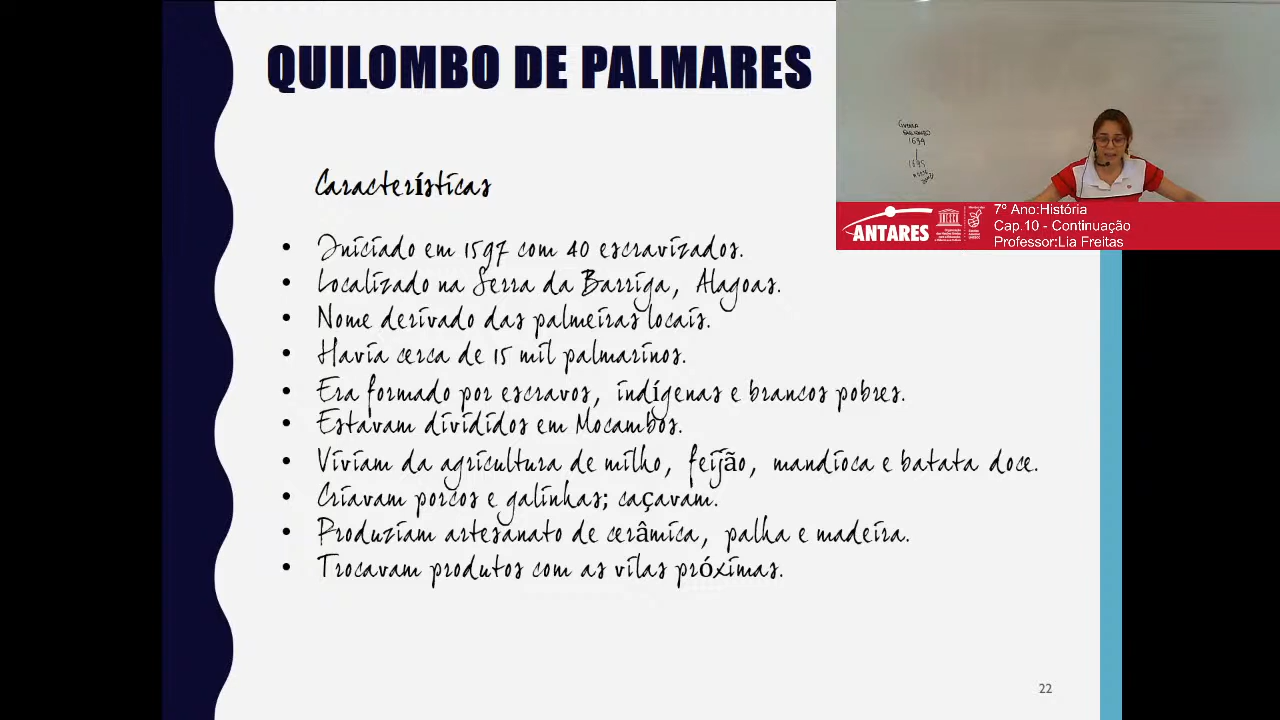 QUILOMBO DE PALMARES
Características
• Iniciado em 1597 com 40 escravizados.
• Localizado na Serra da Barriga, Alagoas.
• Nome derivado das palmeiras locais.
• Havia cerca de 15 mil palmarinos.
• Era formado por escravos, indígenas e brancos pobres.
• Estavam divididos em Mocambos.
• Viviam da agricultura de milho, feijão, mandioca e batata doce.
• Criavam porcos e galinhas; caçavam.
• Produziam artesanato de cerâmica, palha e madeira.
• Trocavam produtos com as vilas próximas.
22
1694
1695
ANTARES
7º Ano:História
Cap.10 - Continuação
Professor:Lia Freitas